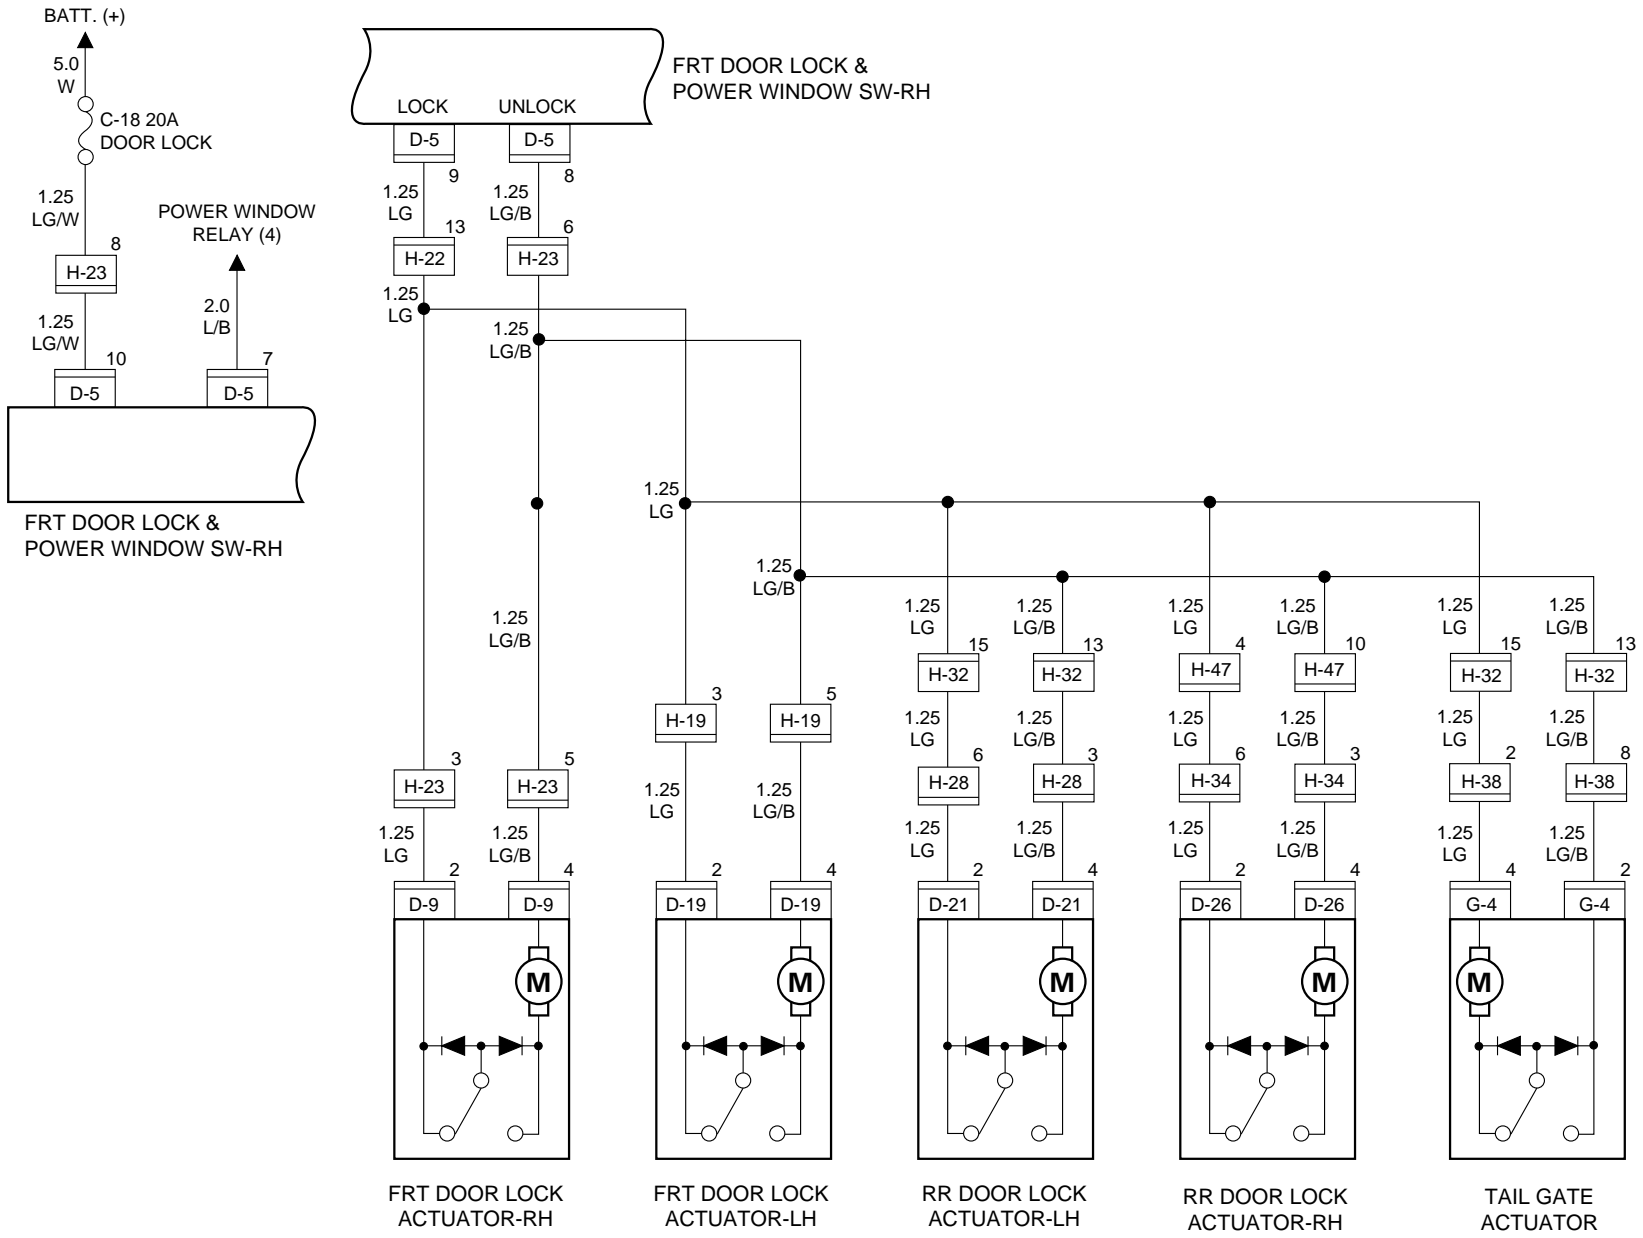 BATT. (+)
5.0
W
C-18 20A
DOOR LOCK
1.25
LG/W
8
H-23
1.25
LG/W
10
D-5
POWER WINDOW
RELAY (4)
2.0
L/B
7
D-5
FRT DOOR LOCK &
POWER WINDOW SW-RH
LOCK UNLOCK
FRT DOOR LOCK &
POWER WINDOW SW-RH
D-5 D-5
9 8
1.25 1.25
LG LG/B
13 6
H-22 H-23
1.25
LG
1.25
LG/B
1.25
LG
1.25
LG/B
1.25 1.25 1.25 1.25 1.25 1.25
LG LG/B LG LG/B LG LG/B
1.25
LG/B
15 13 4 10 15 13
H-32 H-32 H-47 H-47 H-32 H-32
3 5
H-19 H-19
1.25 1.25 1.25 1.25 1.25 1.25
LG LG/B LG LG/B LG LG/B
3 5 6 3 6 3 2 8
H-23 H-23 H-28 H-28 H-34 H-34 H-38 H-38
1.25 1.25
LG LG/B
1.25 1.25 1.25 1.25 1.25 1.25 1.25 1.25
LG LG/B LG LG/B LG LG/B LG LG/B
2 4 2 4 2 4 2 4 4 2
D-9 D-9 D-19 D-19 D-21 D-21 D-26 D-26 G-4 G-4
M M M M M
FRT DOOR LOCK
ACTUATOR-RH
FRT DOOR LOCK
ACTUATOR-LH
RR DOOR LOCK
ACTUATOR-LH
RR DOOR LOCK
ACTUATOR-RH
TAIL GATE
ACTUATOR